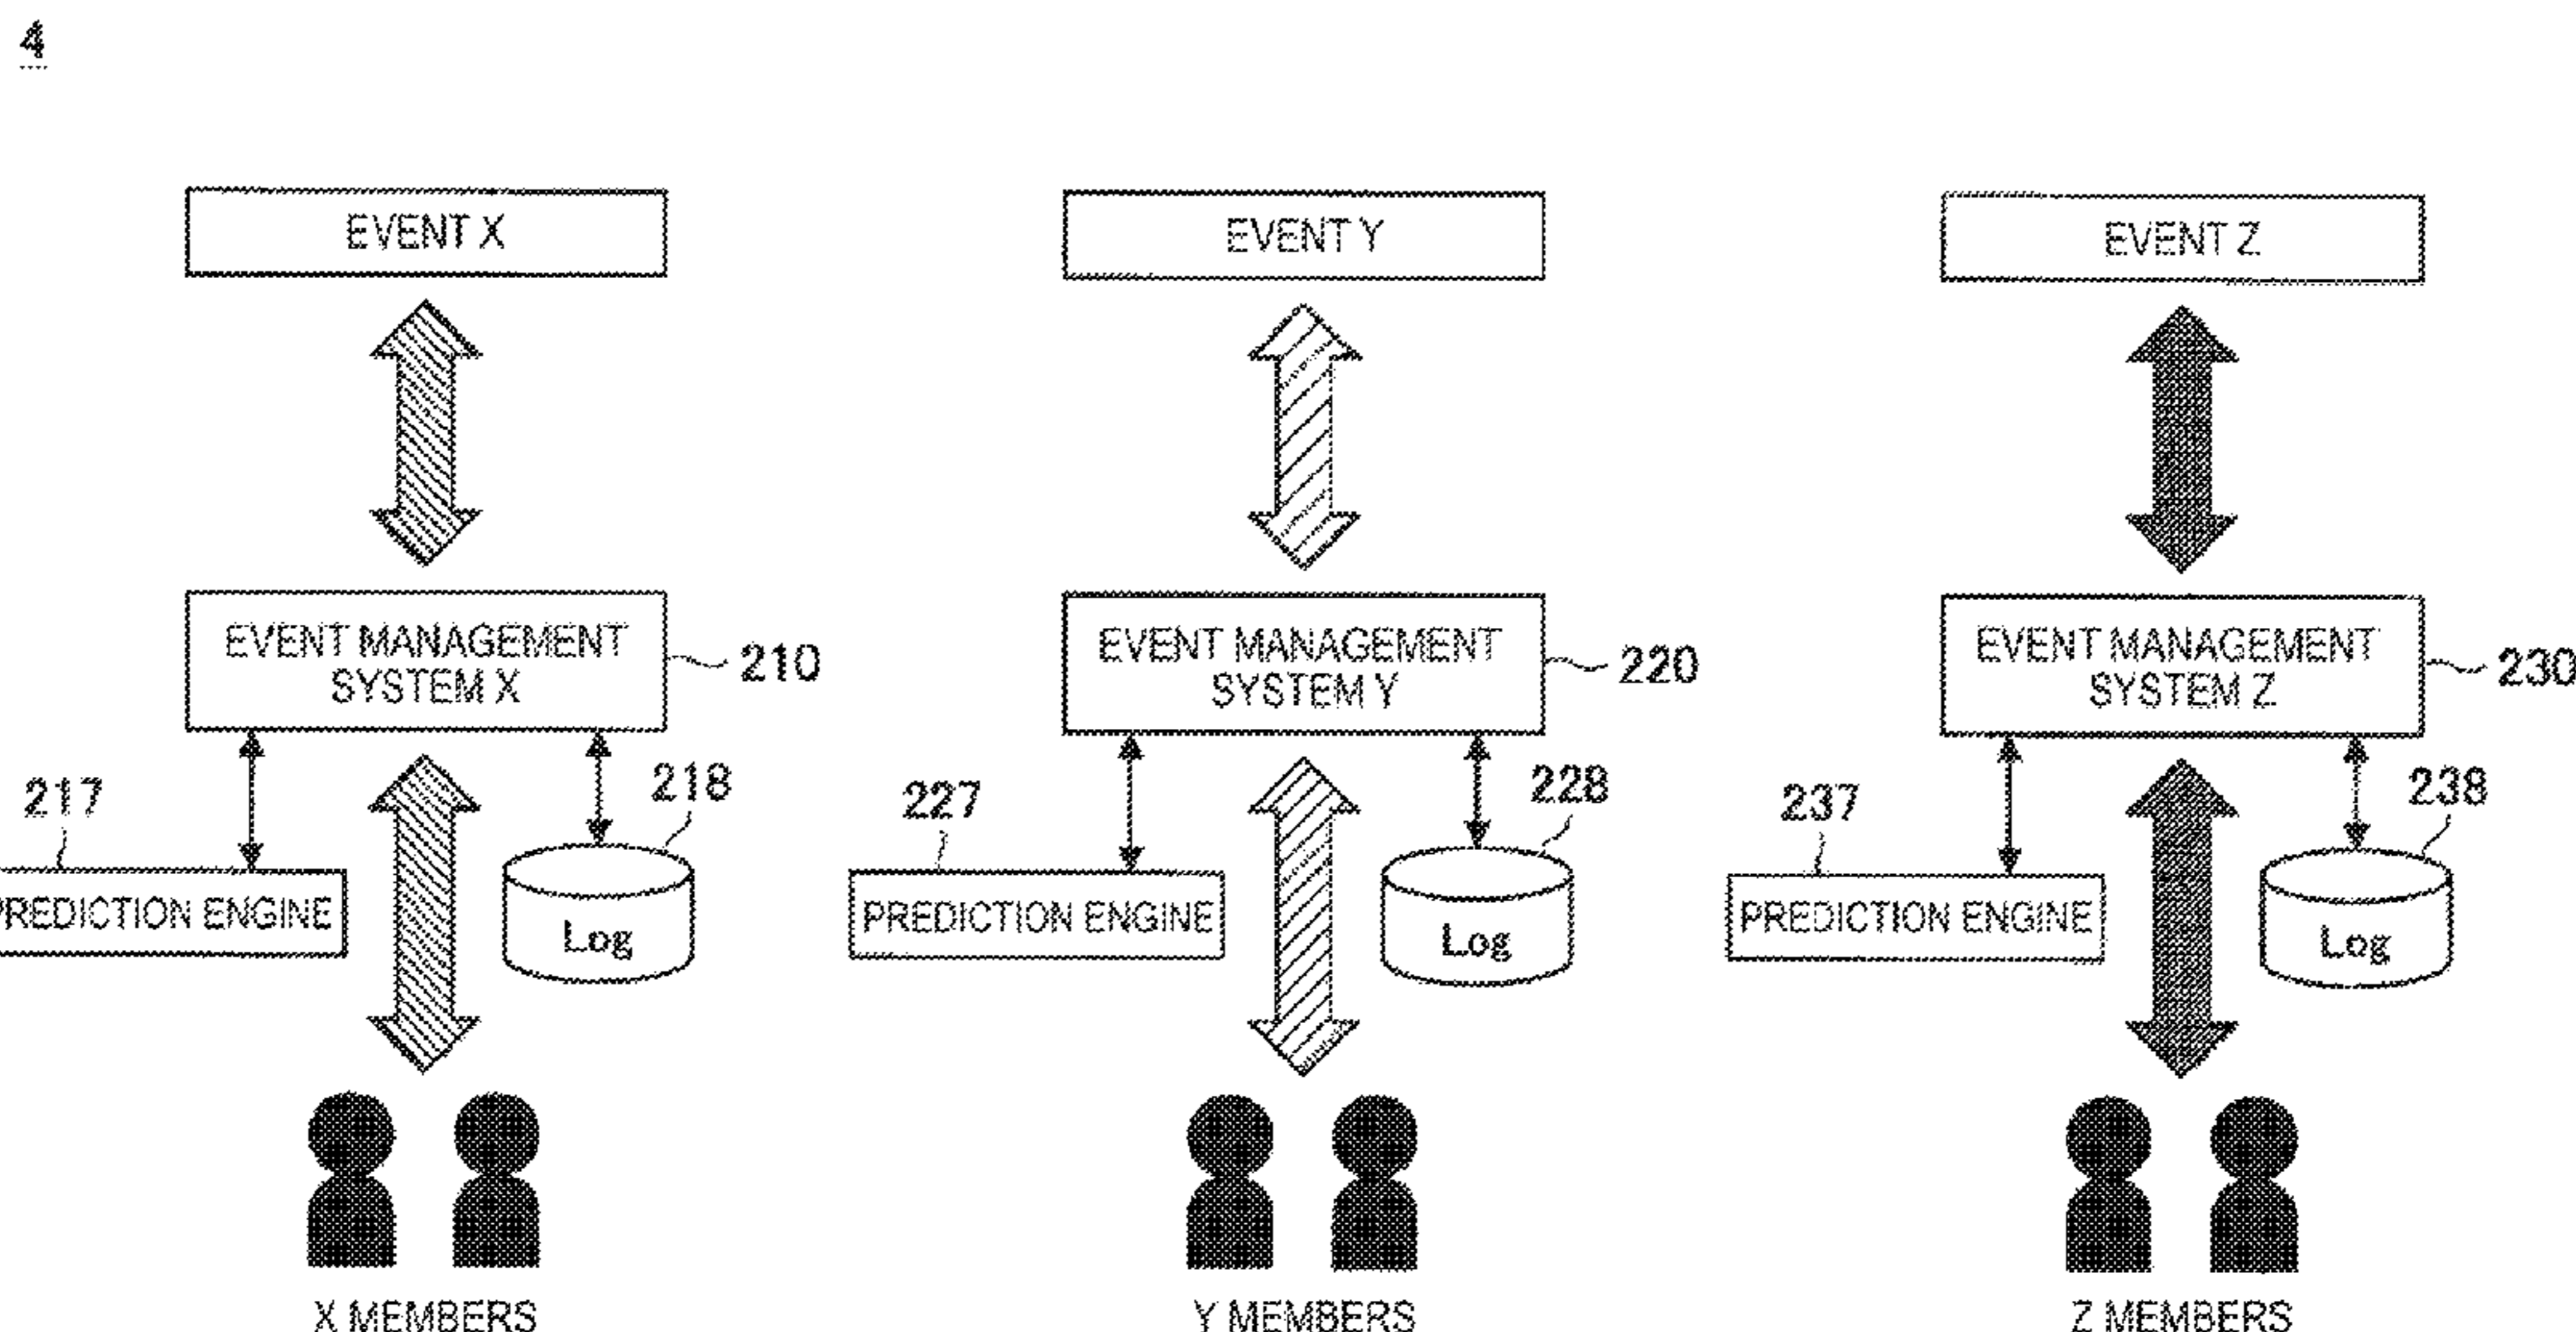 4
EVENT X
EVENT Y
EVENT Z
EVENT MANAGEMENT
SYSTEM X
210
EVENT MANAGEMENT
SYSTEM Y
220
EVENT MANAGEMENT
SYSTEM Z
230
217
218
227
228
237
238
PREDICTION ENGINE
Log
PREDICTION ENGINE
Log
PREDICTION ENGINE
Log
X MEMBERS
Y MEMBERS
Z MEMBERS